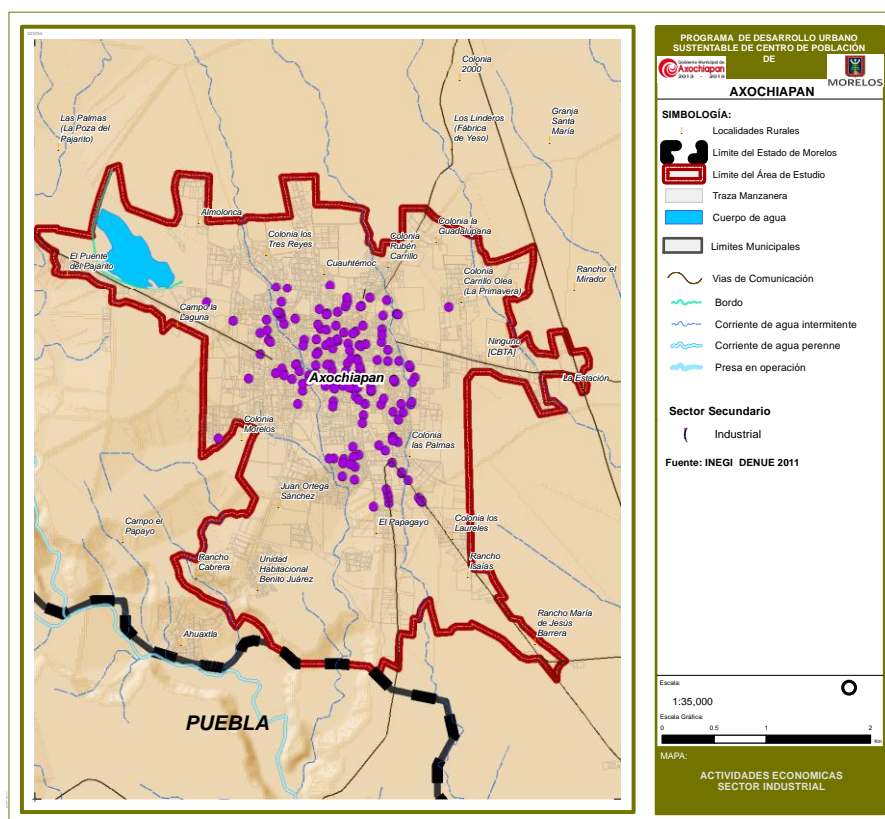 Colonia
2000
Las Palmas
(La Poza del
Pajarito)
Los Linderos
(Fábrica
de Yeso)
Granja
Santa
María
Almolonca
Colonia los
Tres Reyes
Colonia
Rubén
Carrillo
Colonia la
Guadalupana
El Puente
del Pajarito
Cuauhtémoc
Colonia
Carrillo Olea
(La Primavera)
Rancho el
Mirador
Campo la
Laguna
Ninguno
[CBTA]
Axochiapan
La Estación
Colonia
Morelos
Colonia
las Palmas
Juan Ortega
Sánchez
El Papagayo
Colonia los
Laureles
Campo el
Papayo
Rancho
Cabrera
Unidad
Habitacional
Benito Juárez
Rancho
Isaías
Ahuaxtla
Rancho María
de Jesús
Barrera
PUEBLA
PROGRAMA DE DESARROLLO URBANO
SUSTENTABLE DE CENTRO DE POBLACIÓN
DE
Gobierno Municipal de
Axochiapan
2013 - 2015
MORELOS
AXOCHIAPAN
SIMBOLOGÍA:
Localidades Rurales
Límite del Estado de Morelos
Límite del Área de Estudio
Traza Manzanera
Cuerpo de agua
Limites Municipales
Vias de Comunicación
Bordo
Corriente de agua intermitente
Corriente de agua perenne
Presa en operación
Sector Secundario
Industrial
Fuente: INEGI DENUE 2011
Escala:
1:35,000
Escala Gráfica:
0 0.5 1 2
Km
MAPA:
ACTIVIDADES ECONOMICAS
SECTOR INDUSTRIAL